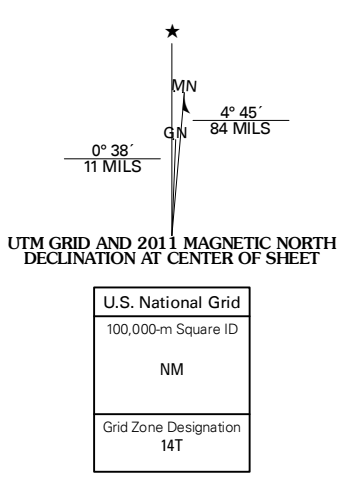 ★
MN
4° 45´
84 MILS
GN
0° 38´
11 MILS
UTM GRID AND 2011 MAGNETIC NORTH
DECLINATION AT CENTER OF SHEET
U.S. National Grid
100,000-m Square ID
NM
Grid Zone Designation
14T